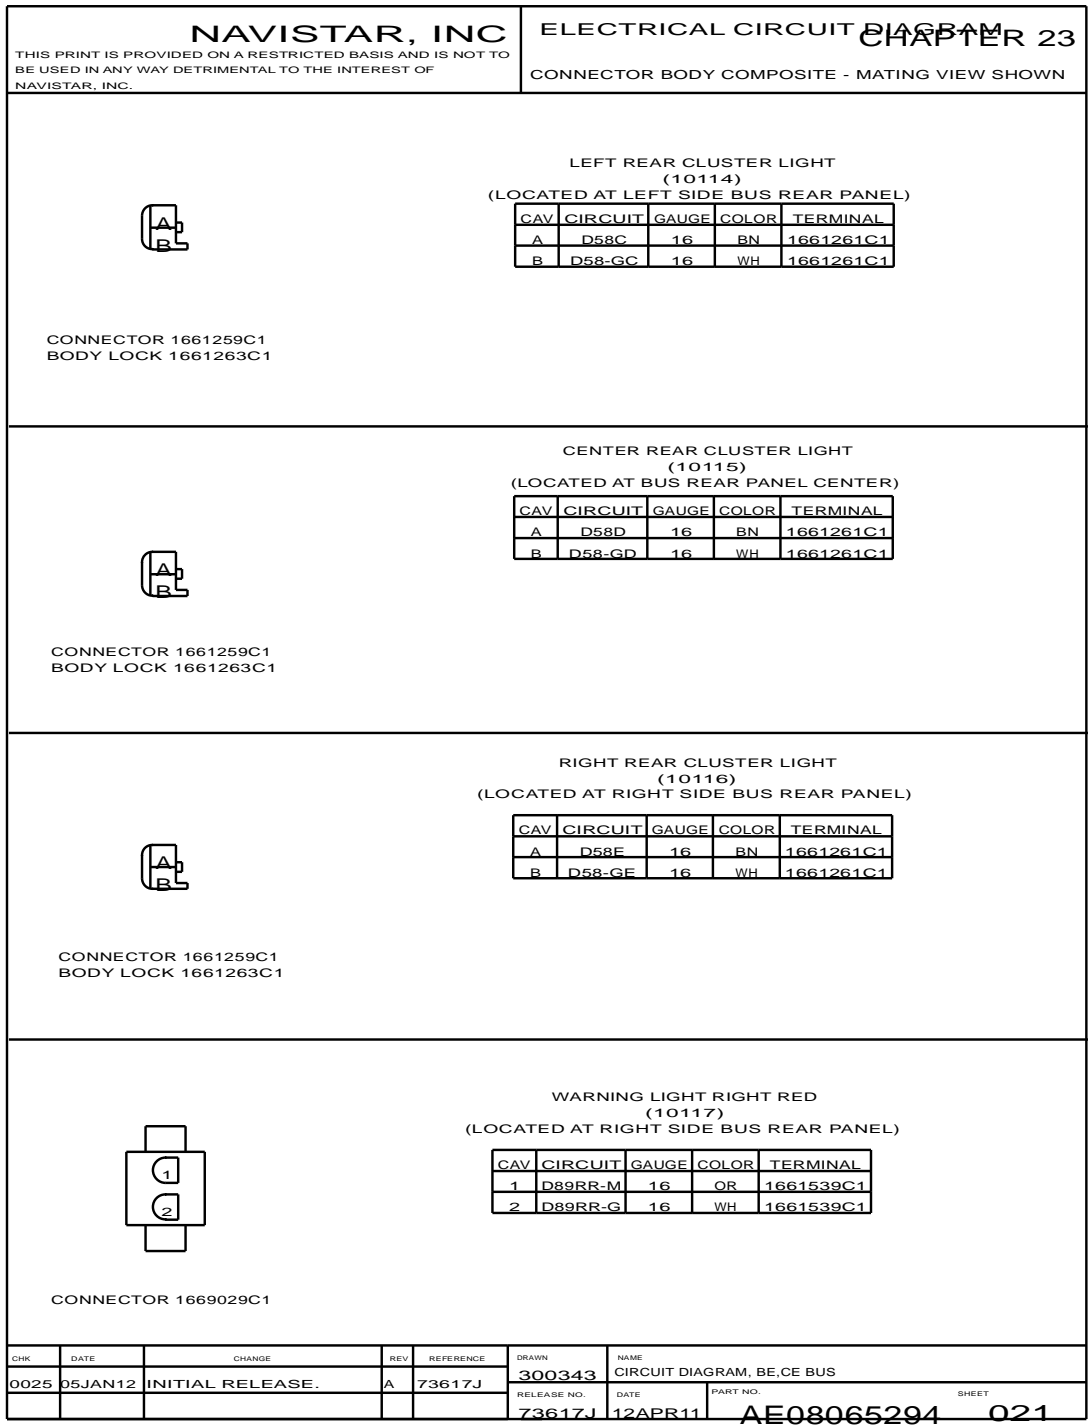 NAVISTAR, INC
THIS PRINT IS PROVIDED ON A RESTRICTED BASIS AND IS NOT TO
BE USED IN ANY WAY DETRIMENTAL TO THE INTEREST OF
NAVISTAR, INC.
ELECTRICAL CIRCUIT DIAGRAM
CHAPTER 23
CONNECTOR BODY COMPOSITE - MATING VIEW SHOWN
LEFT REAR CLUSTER LIGHT
(10114)
(LOCATED AT LEFT SIDE BUS REAR PANEL)
CAV CIRCUIT GAUGE COLOR TERMINAL
A D58C 16 BN 1661261C1
B D58-GC 16 WH 1661261C1
A
B
CONNECTOR 1661259C1
BODY LOCK 1661263C1
CENTER REAR CLUSTER LIGHT
(10115)
(LOCATED AT BUS REAR PANEL CENTER)
CAV CIRCUIT GAUGE COLOR TERMINAL
A D58D 16 BN 1661261C1
B D58-GD 16 WH 1661261C1
A
B
CONNECTOR 1661259C1
BODY LOCK 1661263C1
RIGHT REAR CLUSTER LIGHT
(10116)
(LOCATED AT RIGHT SIDE BUS REAR PANEL)
CAV CIRCUIT GAUGE COLOR TERMINAL
A D58E 16 BN 1661261C1
B D58-GE 16 WH 1661261C1
A
B
CONNECTOR 1661259C1
BODY LOCK 1661263C1
WARNING LIGHT RIGHT RED
(10117)
(LOCATED AT RIGHT SIDE BUS REAR PANEL)
CAV CIRCUIT GAUGE COLOR TERMINAL
1 D89RR-M 16 OR 1661539C1
2 D89RR-G 16 WH 1661539C1
1
2
CONNECTOR 1669029C1
CHK DATE CHANGE REV REFERENCE
0025 05JAN12 INITIAL RELEASE. A 73617J
DRAWN
300343
NAME
CIRCUIT DIAGRAM, BE,CE BUS
RELEASE NO.
73617J
DATE
12APR11
PART NO.
AE08065294
SHEET
021